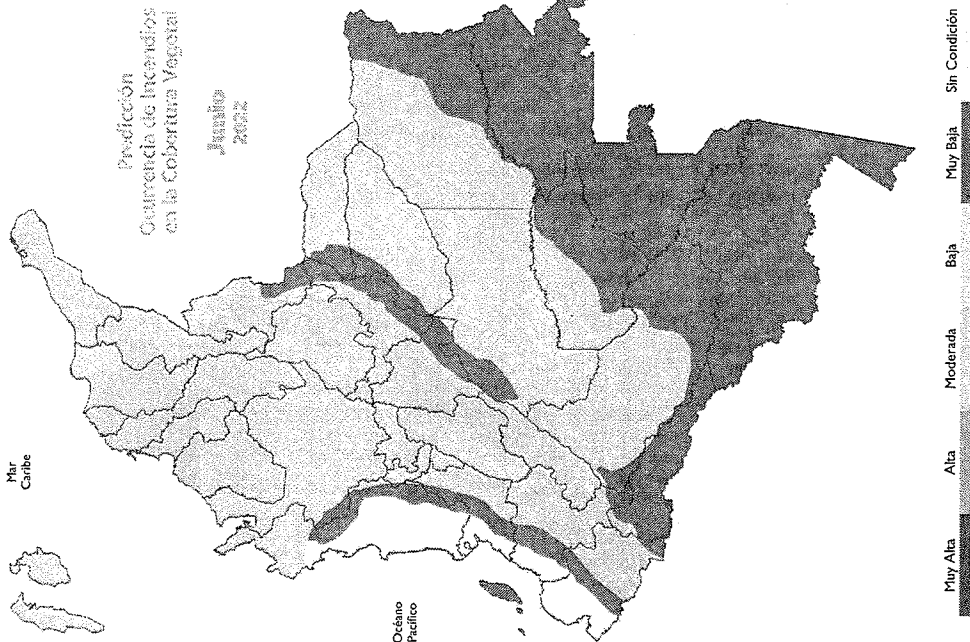 Predicción
Ocurrencia de Incendios
en la Cobertura Vegetal
Junio
2022
Mar
Caribe
Océano
Pacífico
Muy Alta
Alta
Moderada
Baja
Muy Baja
Sin Condición